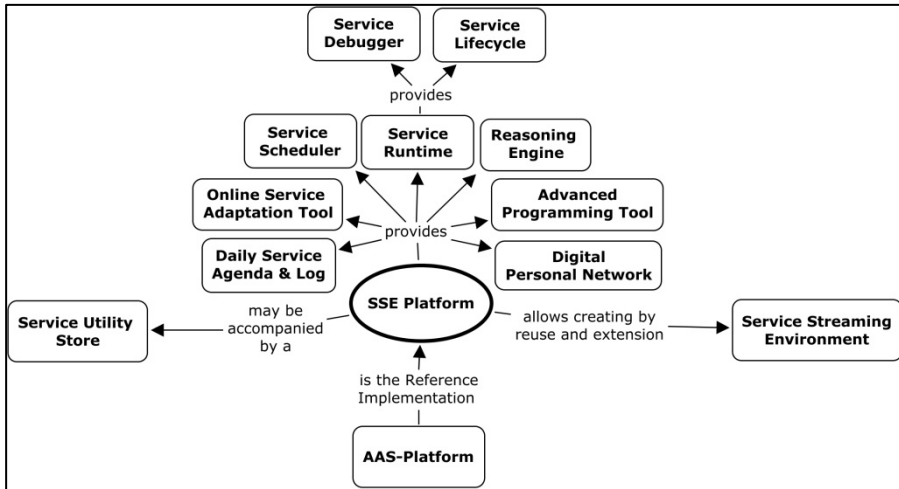 Service
Debugger
Service
Lifecycle
provides
Service
Scheduler
Service
Runtime
Reasoning
Engine
Online Service
Adaptation Tool
Advanced
Programming Tool
provides
Daily Service
Agenda & Log
Digital
Personal Network
SSE Platform
may be
accompanied
by a
allows creating by
reuse and extension
Service Utility
Store
Service Streaming
Environment
is the Reference
Implementation
AAS-Platform